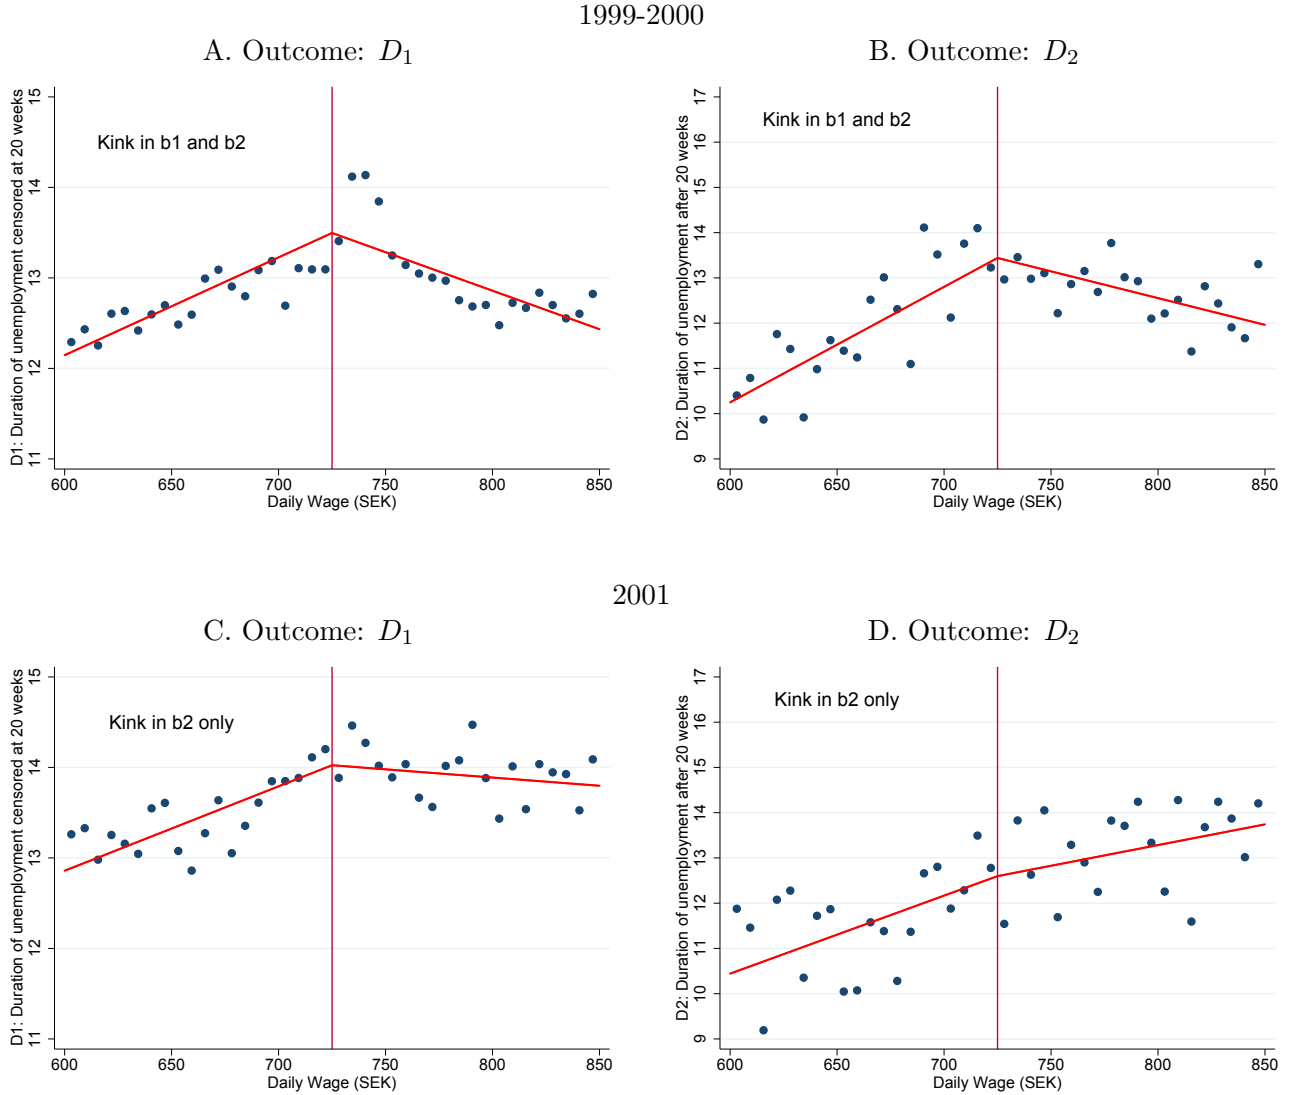 1999-2000
A. Outcome: D1
B. Outcome: D2
D1: Duration of unemployment censored at 20 weeks
15
14
13
12
11
Kink in b1 and b2
600 650 700 750 800 850
Daily Wage (SEK)
D2: Duration of unemployment after 20 weeks
17
16
15
14
13
12
11
10
9
Kink in b1 and b2
600 650 700 750 800 850
Daily Wage (SEK)
2001
C. Outcome: D1
D. Outcome: D2
D1: Duration of unemployment censored at 20 weeks
15
14
13
12
11
Kink in b2 only
600 650 700 750 800 850
Daily Wage (SEK)
D2: Duration of unemployment after 20 weeks
17
16
15
14
13
12
11
10
9
Kink in b2 only
600 650 700 750 800 850
Daily Wage (SEK)